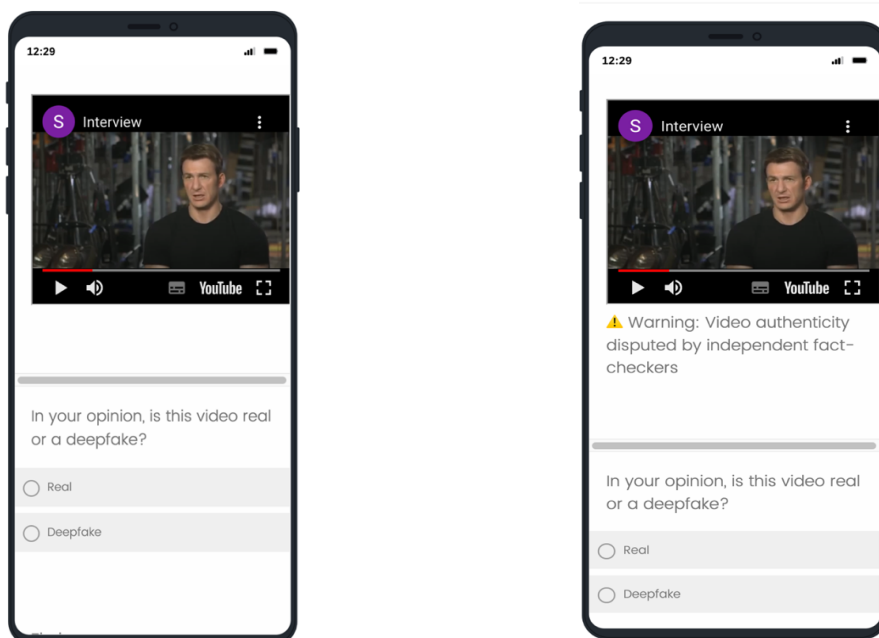 12:29
S Interview
YouTube
In your opinion, is this video real
or a deepfake?
Real
Deepfake
12:29
S Interview
YouTube
⚠ Warning: Video authenticity
disputed by independent fact-
checkers
In your opinion, is this video real
or a deepfake?
Real
Deepfake